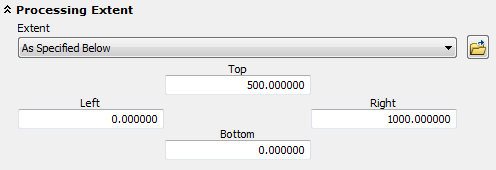 Processing Extent
Extent
As Specified Below
Top
500.000000
Left
Right
0.000000
1000.000000
Bottom
0.000000